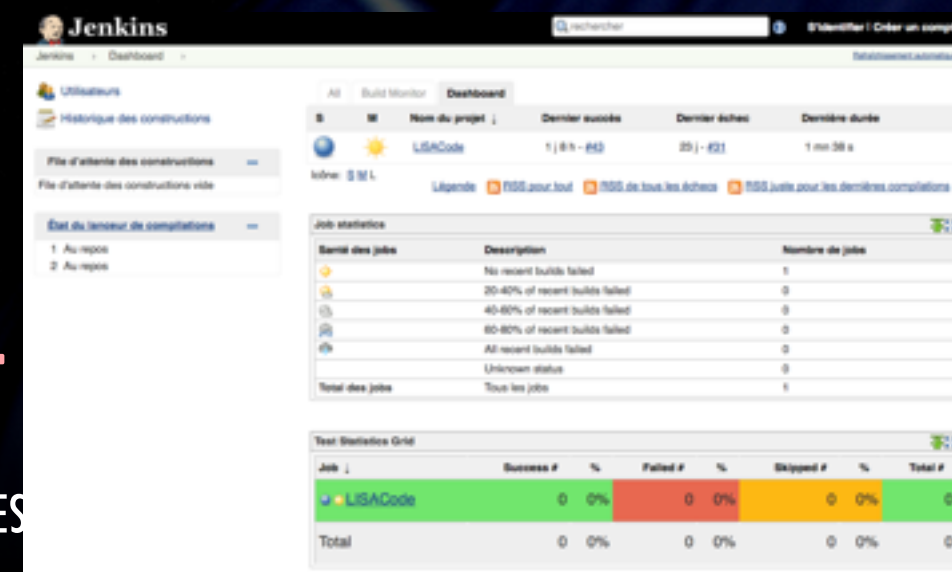 Jenkins
rechercher
S'identifier | Créer un comp
Jenkins › Dashboard ›
Utilisateurs
Historique des constructions
File d'attente des constructions
File d'attente des constructions vide
État du lanceur de compilations
1 Au repos
2 Au repos
All Build Monitor Dashboard
S M Nom du projet ↓ Dernier succès Dernier échec Dernière durée
LISACode 1 j 8 h - #43 23 j - #31 1 mn 38 s
Icône: S M L
Légende RSS pour tout RSS de tous les échecs RSS juste pour les dernières compilations
Job statistics
Santé des jobs Description Nombre de jobs
No recent builds failed 1
20-40% of recent builds failed 0
40-60% of recent builds failed 0
60-80% of recent builds failed 0
All recent builds failed 0
Unknown status 0
Total des jobs Tous les jobs 1
Test Statistics Grid
Job ↓ Success # % Failed # % Skipped # % Total #
LISACode 0 0% 0 0% 0 0% 0
Total 0 0% 0 0% 0 0% 0
ES